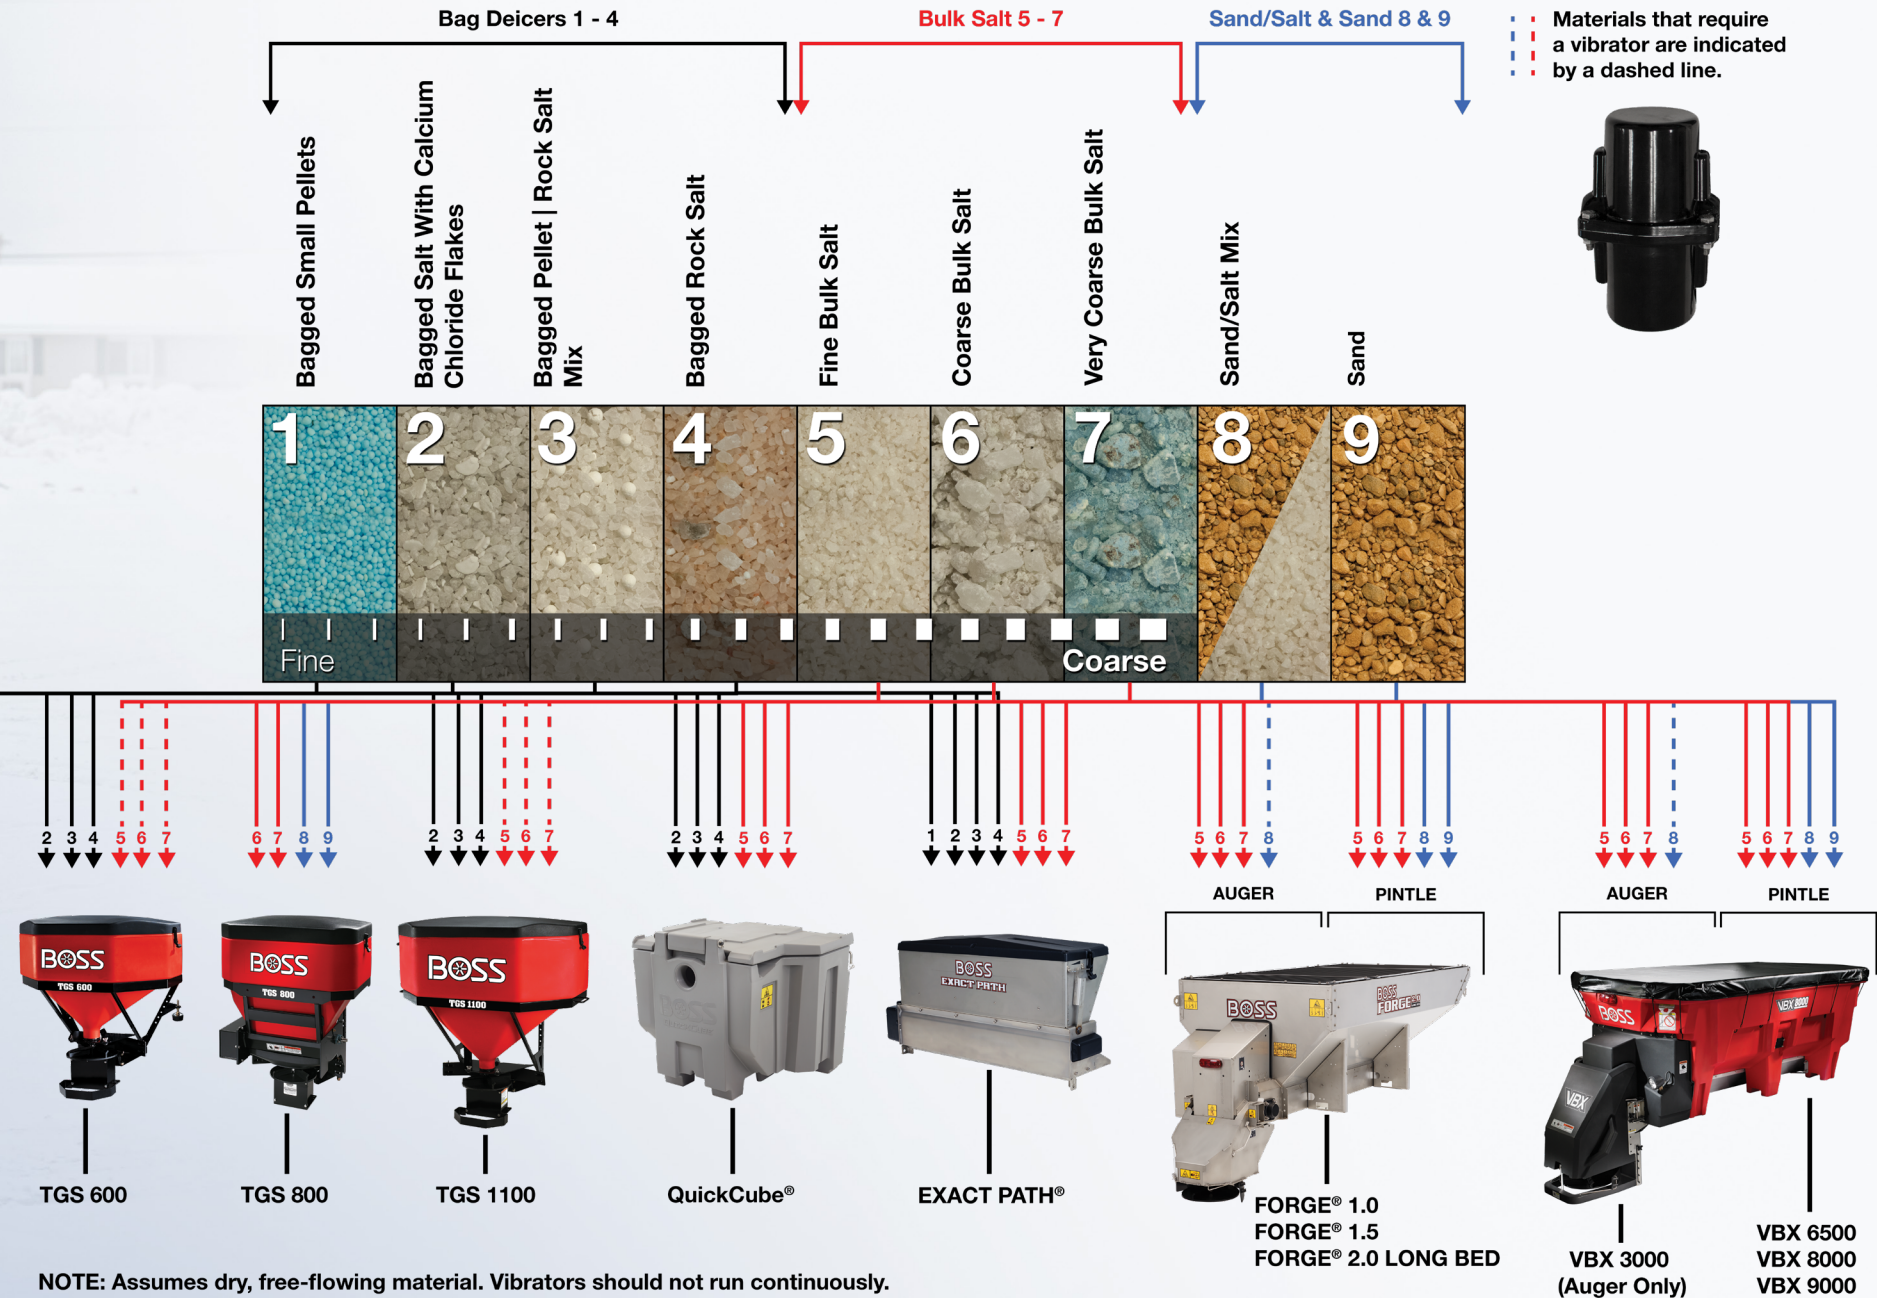 Bag Deicers 1 - 4
Bulk Salt 5 - 7
Sand/Salt & Sand 8 & 9
Materials that require
a vibrator are indicated
by a dashed line.
Bagged Small Pellets
Bagged Salt With Calcium
Chloride Flakes
Bagged Pellet | Rock Salt
Mix
Bagged Rock Salt
Fine Bulk Salt
Coarse Bulk Salt
Very Coarse Bulk Salt
Sand/Salt Mix
Sand
1 2 3 4 5 6 7 8 9
Fine
Coarse
2 3 4 5 6 7
6 7 8 9
2 3 4 5 6 7
2 3 4 5 6 7
1 2 3 4 5 6 7
5 6 7 8
5 6 7 8 9
5 6 7 8
5 6 7 8 9
AUGER
PINTLE
AUGER
PINTLE
BOSS
TGS 600
BOSS
TGS 800
BOSS
TGS 1100
BOSS
EXACT PATH
BOSS
BOSS
FORGE 2.0
BOSS
VBX 8000
VBX
TGS 600
TGS 800
TGS 1100
QuickCube®
EXACT PATH®
FORGE® 1.0
FORGE® 1.5
FORGE® 2.0 LONG BED
VBX 3000
(Auger Only)
VBX 6500
VBX 8000
VBX 9000
NOTE: Assumes dry, free-flowing material. Vibrators should not run continuously.